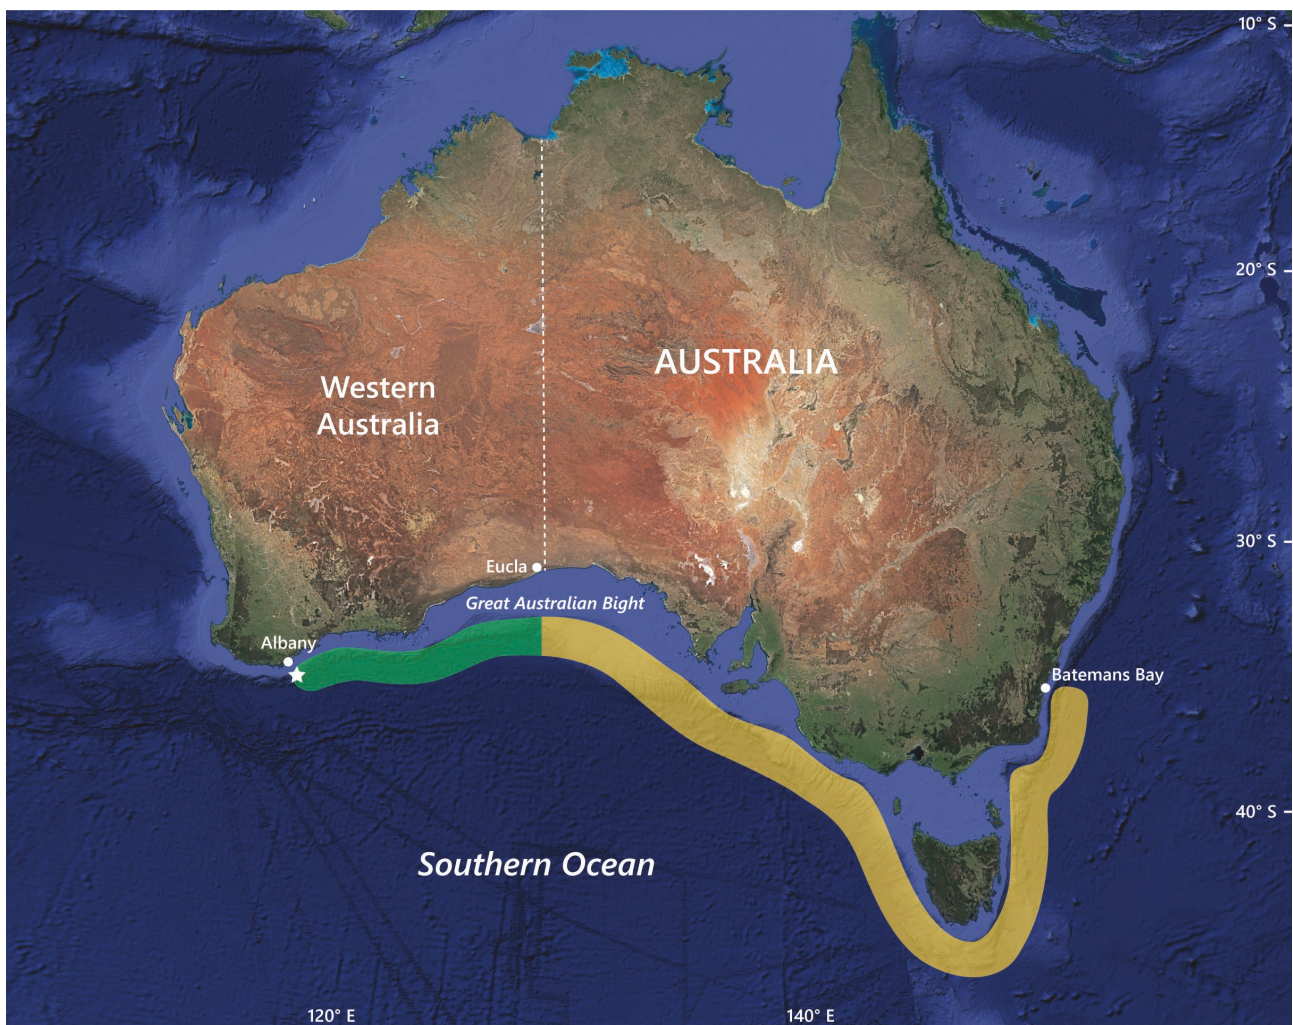 10° S
20° S
AUSTRALIA
Western
Australia
30° S
Eucla
Great Australian Bight
Albany
Batemans Bay
40° S
Southern Ocean
120° E
140° E